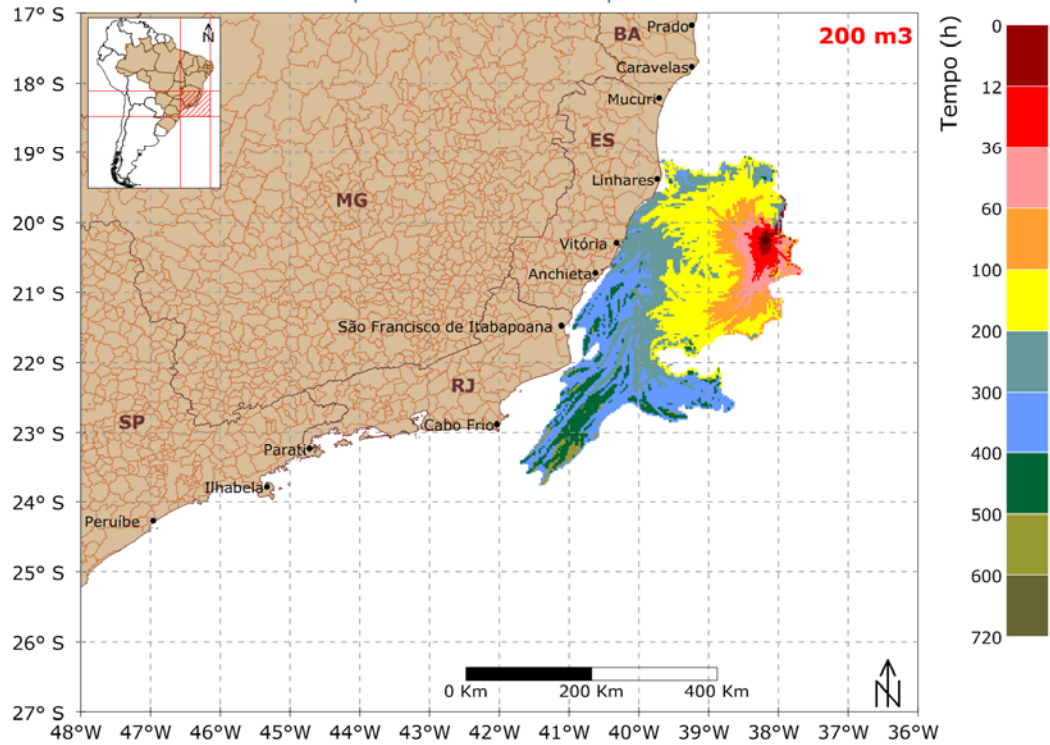 17° S
18° S
19° S
20° S
21° S
22° S
23° S
24° S
25° S
26° S
27° S
48°W
47°W
46°W
45°W
44°W
43°W
42°W
41°W
40°W
39°W
38°W
37°W
36°W
N
BA
Prado
200 m3
Caravelas
Mucuri
ES
Linhares
MG
Vitória
Anchieta
São Francisco de Itabapoana
RJ
SP
Cabo Frio
Parati
Ilhabela
Peruíbe
0 Km
200 Km
400 Km
N
Tempo (h)
0
12
36
60
100
200
300
400
500
600
720